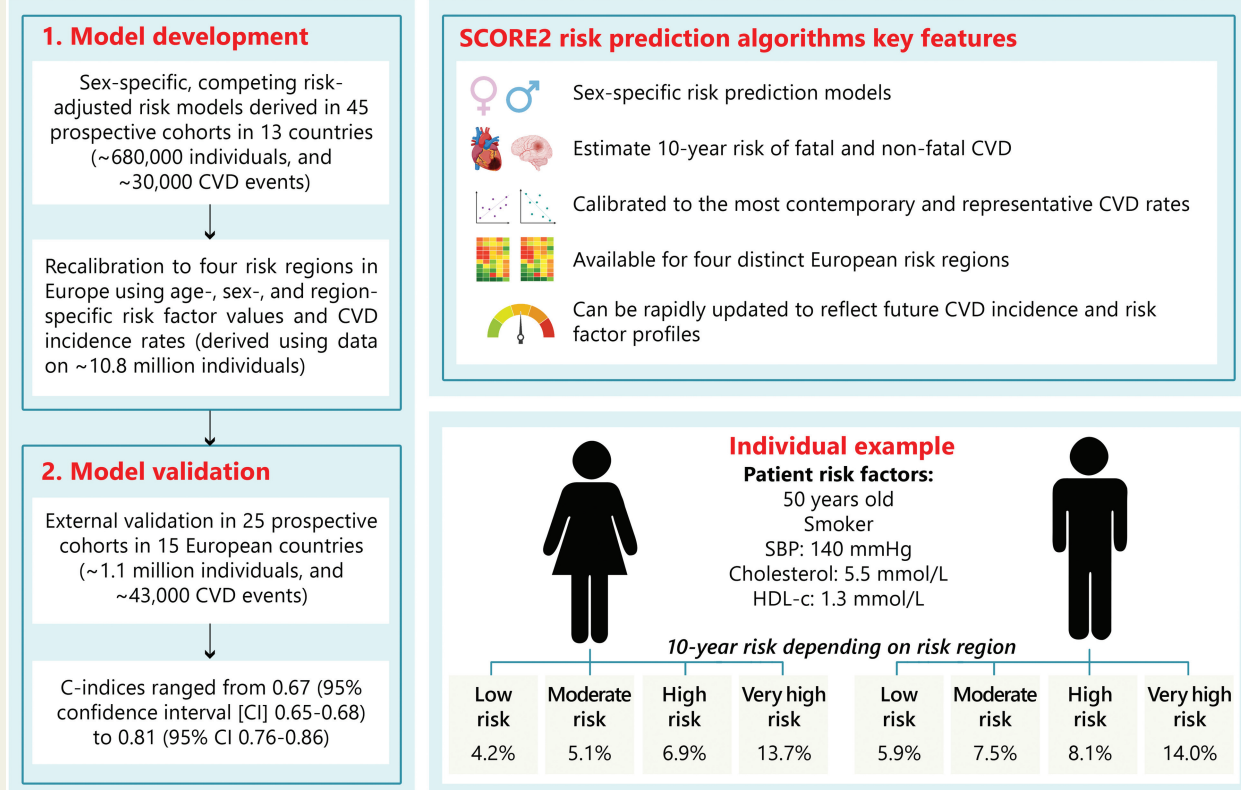 1. Model development
Sex-specific, competing risk-
adjusted risk models derived in 45
prospective cohorts in 13 countries
(~680,000 individuals, and
~30,000 CVD events)
Recalibration to four risk regions in
Europe using age-, sex-, and region-
specific risk factor values and CVD
incidence rates (derived using data
on ~10.8 million individuals)
2. Model validation
External validation in 25 prospective
cohorts in 15 European countries
(~1.1 million individuals, and
~43,000 CVD events)
C-indices ranged from 0.67 (95%
confidence interval [CI] 0.65-0.68)
to 0.81 (95% CI 0.76-0.86)
SCORE2 risk prediction algorithms key features
Sex-specific risk prediction models
Estimate 10-year risk of fatal and non-fatal CVD
Calibrated to the most contemporary and representative CVD rates
Available for four distinct European risk regions
Can be rapidly updated to reflect future CVD incidence and risk
factor profiles
Individual example
Patient risk factors:
50 years old
Smoker
SBP: 140 mmHg
Cholesterol: 5.5 mmol/L
HDL-c: 1.3 mmol/L
10-year risk depending on risk region
Low Moderate High Very high Low Moderate High Very high
risk risk risk risk risk risk risk risk
4.2% 5.1% 6.9% 13.7% 5.9% 7.5% 8.1% 14.0%